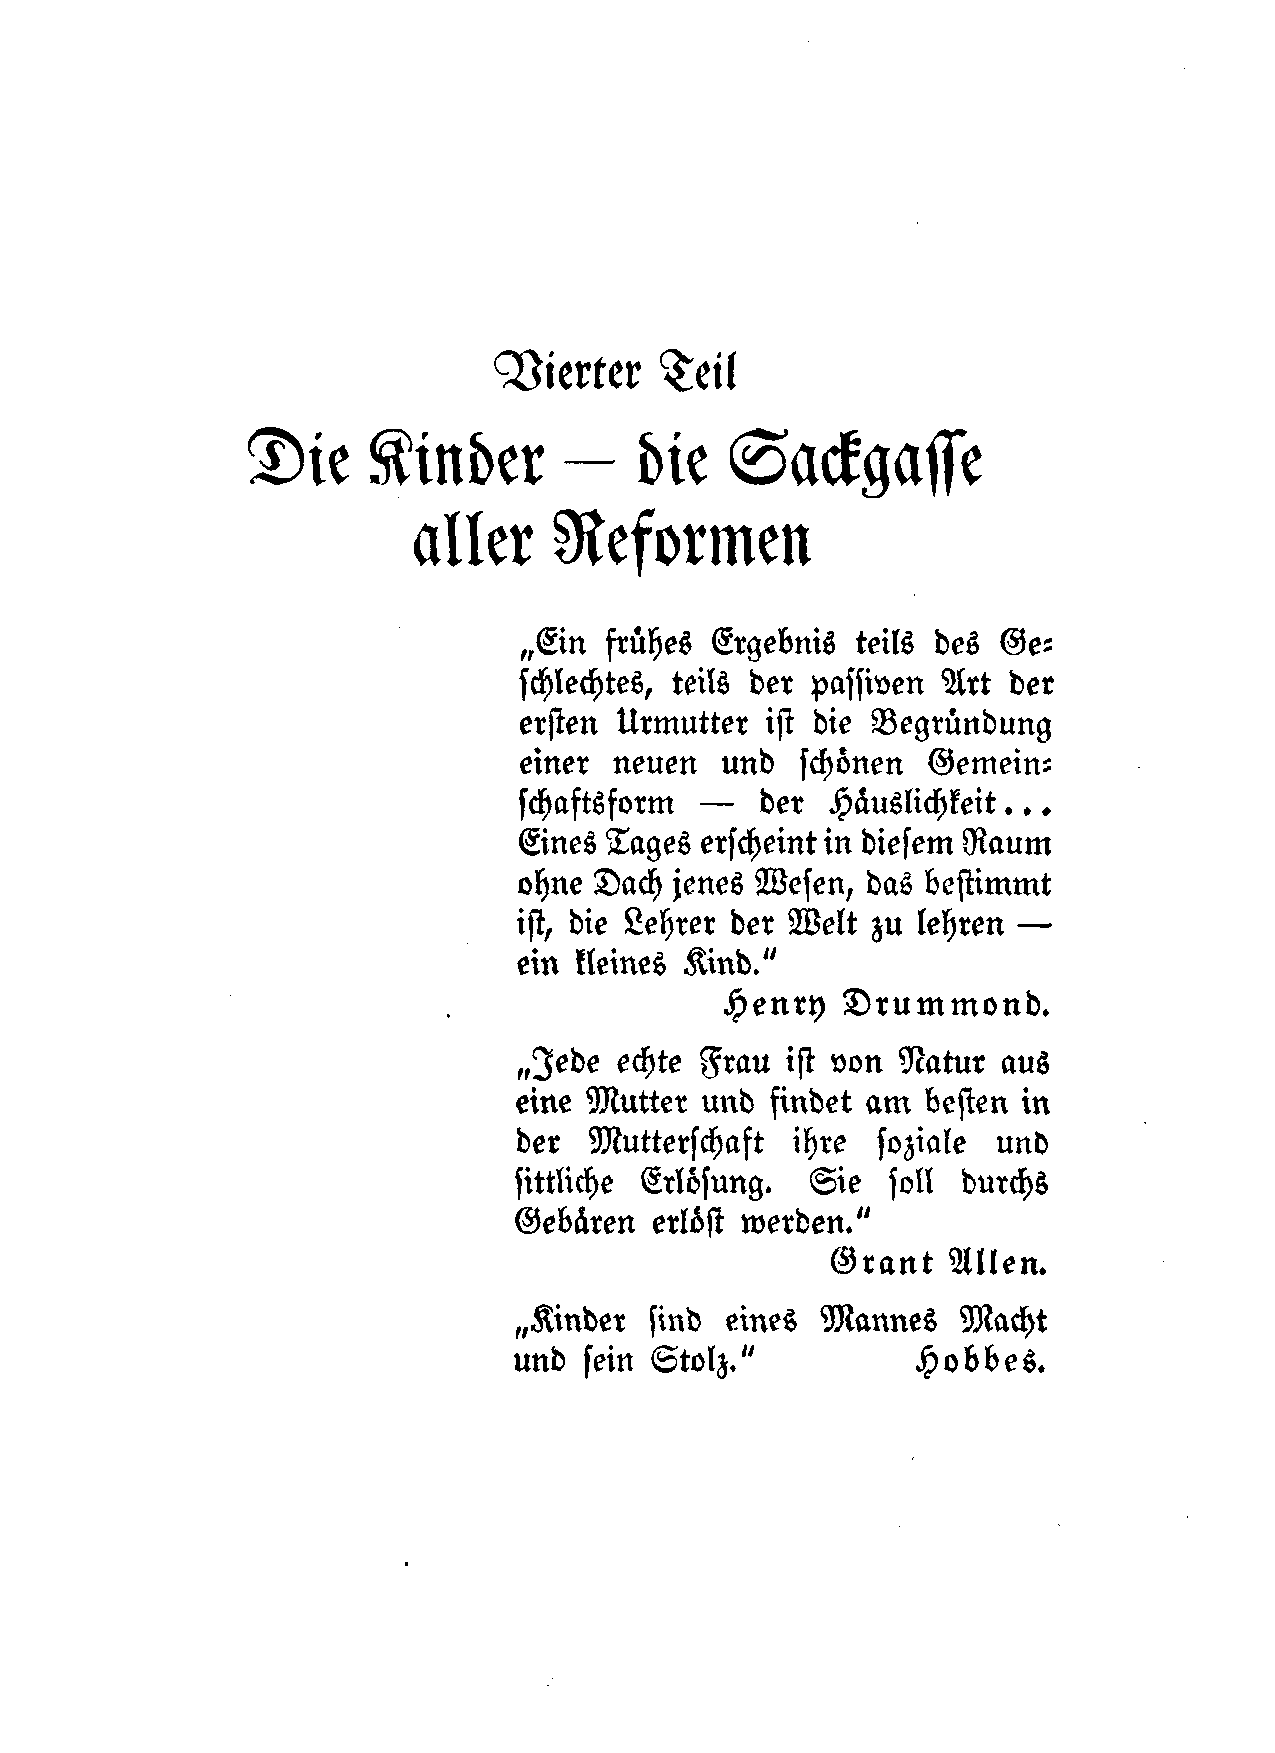 Vierter Teil
Die Kinder — die Sackgasse
aller Reformen
„Ein frühes Ergebnis teils des Ge-
schlechtes, teils der passiven Art der
ersten Urmutter ist die Begründung
einer neuen und schönen Gemein-
schaftsform — der Häuslichkeit...
Eines Tages erscheint in diesem Raum
ohne Dach jenes Wesen, das bestimmt
ist, die Lehrer der Welt zu lehren —
ein kleines Kind."
Henry Drummond.
„Jede echte Frau ist von Natur aus
eine Mutter und findet am besten in
der Mutterschaft ihre soziale und
sittliche Erlösung. Sie soll durchs
Gebären erlöst werden."
Grant Allen.
„Kinder sind eines Mannes Macht
und sein Stolz." Hobbes.